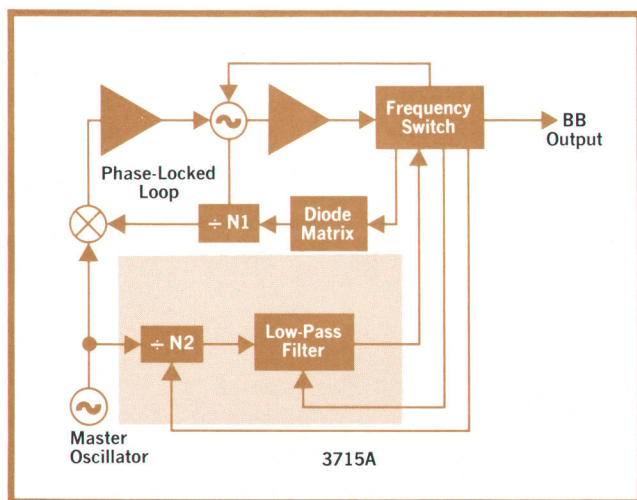 Frequency
Switch
BB
Output
Phase-Locked
Loop
÷ N1
Diode
Matrix
÷ N2
Low-Pass
Filter
Master
Oscillator
3715A